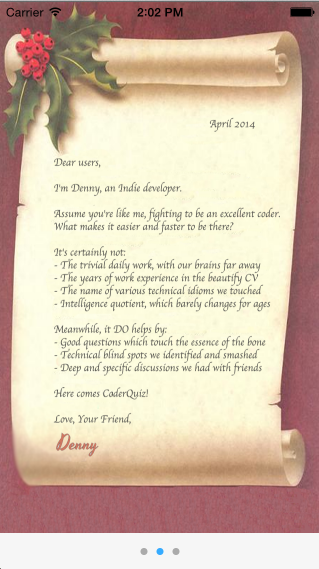 Carrier 2:02 PM
April 2014
Dear users,
I'm Denny, an Indie developer.
Assume you're like me, fighting to be an excellent coder.
What makes it easier and faster to be there?
It's certainly not:
- The trivial daily work, with our brains far away
- The years of work experience in the beautify CV
- The name of various technical idioms we touched
- Intelligence quotient, which barely changes for ages
Meanwhile, it DO helps by:
- Good questions which touch the essence of the bone
- Technical blind spots we identified and smashed
- Deep and specific discussions we had with friends
Here comes CoderQuiz!
Love, Your Friend,
Denny